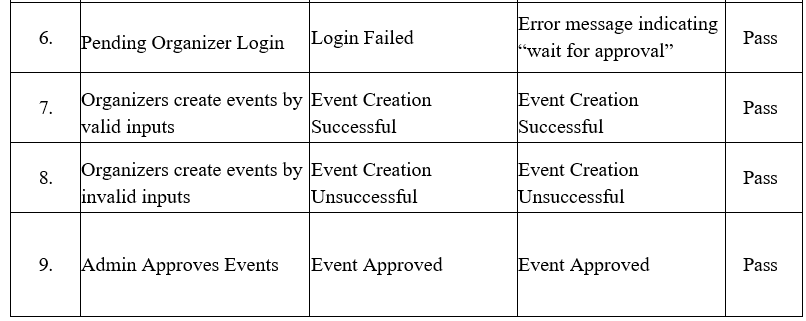 6.
Pending Organizer Login
Login Failed
Error message indicating
“wait for approval”
Pass
7.
Organizers create events by
valid inputs
Event Creation
Successful
Event Creation
Successful
Pass
8.
Organizers create events by
invalid inputs
Event Creation
Unsuccessful
Event Creation
Unsuccessful
Pass
9.
Admin Approves Events
Event Approved
Event Approved
Pass